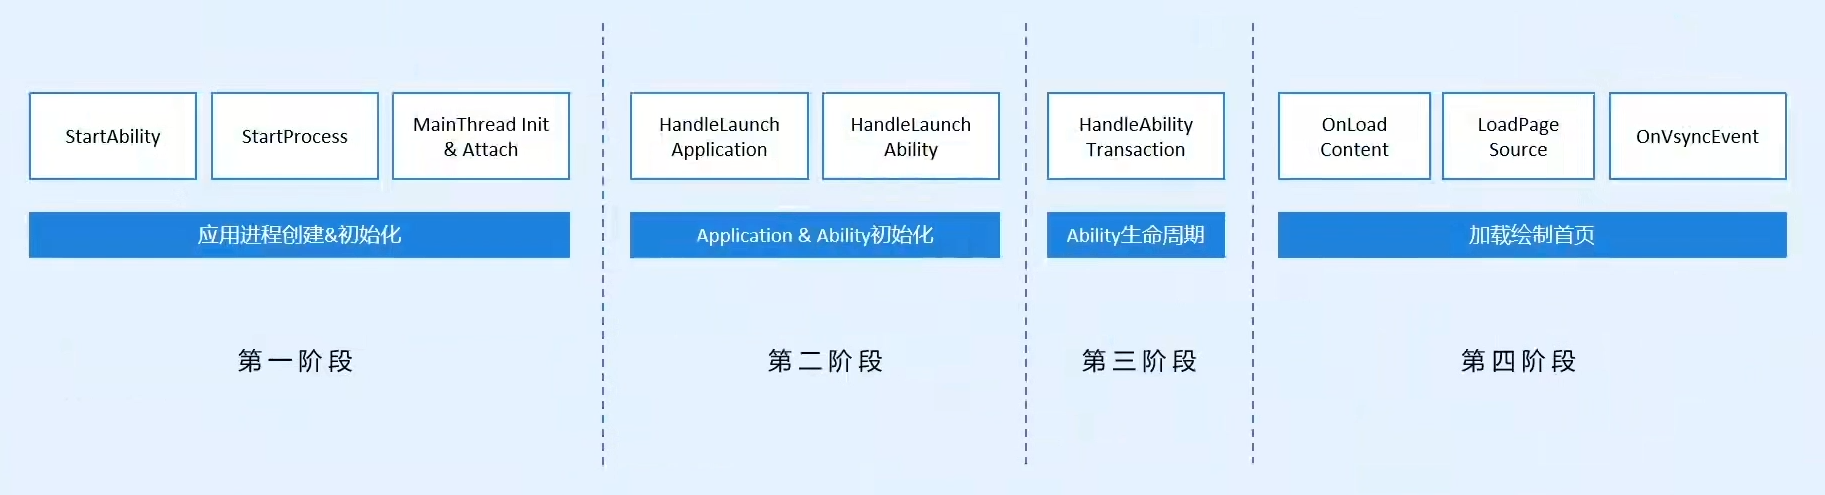 StartAbility
StartProcess
MainThread Init
& Attach
HandleLaunch
Application
HandleLaunch
Ability
HandleAbility
Transaction
OnLoad
Content
LoadPage
Source
OnVsyncEvent
应用进程创建&初始化
Application & Ability初始化
Ability生命周期
加载绘制首页
第一阶段
第二阶段
第三阶段
第四阶段